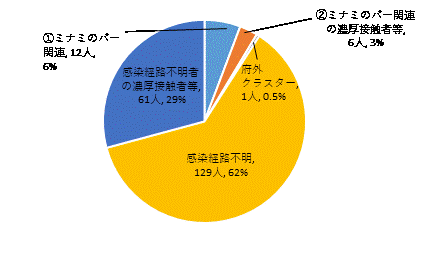 ①ミナミのバー
関連, 12人,
6%
②ミナミのバー関連
の濃厚接触者等,
6人, 3%
府外
クラスター,
1人, 0.5%
感染経路不明者
の濃厚接触者等,
61人, 29%
感染経路不明,
129人, 62%